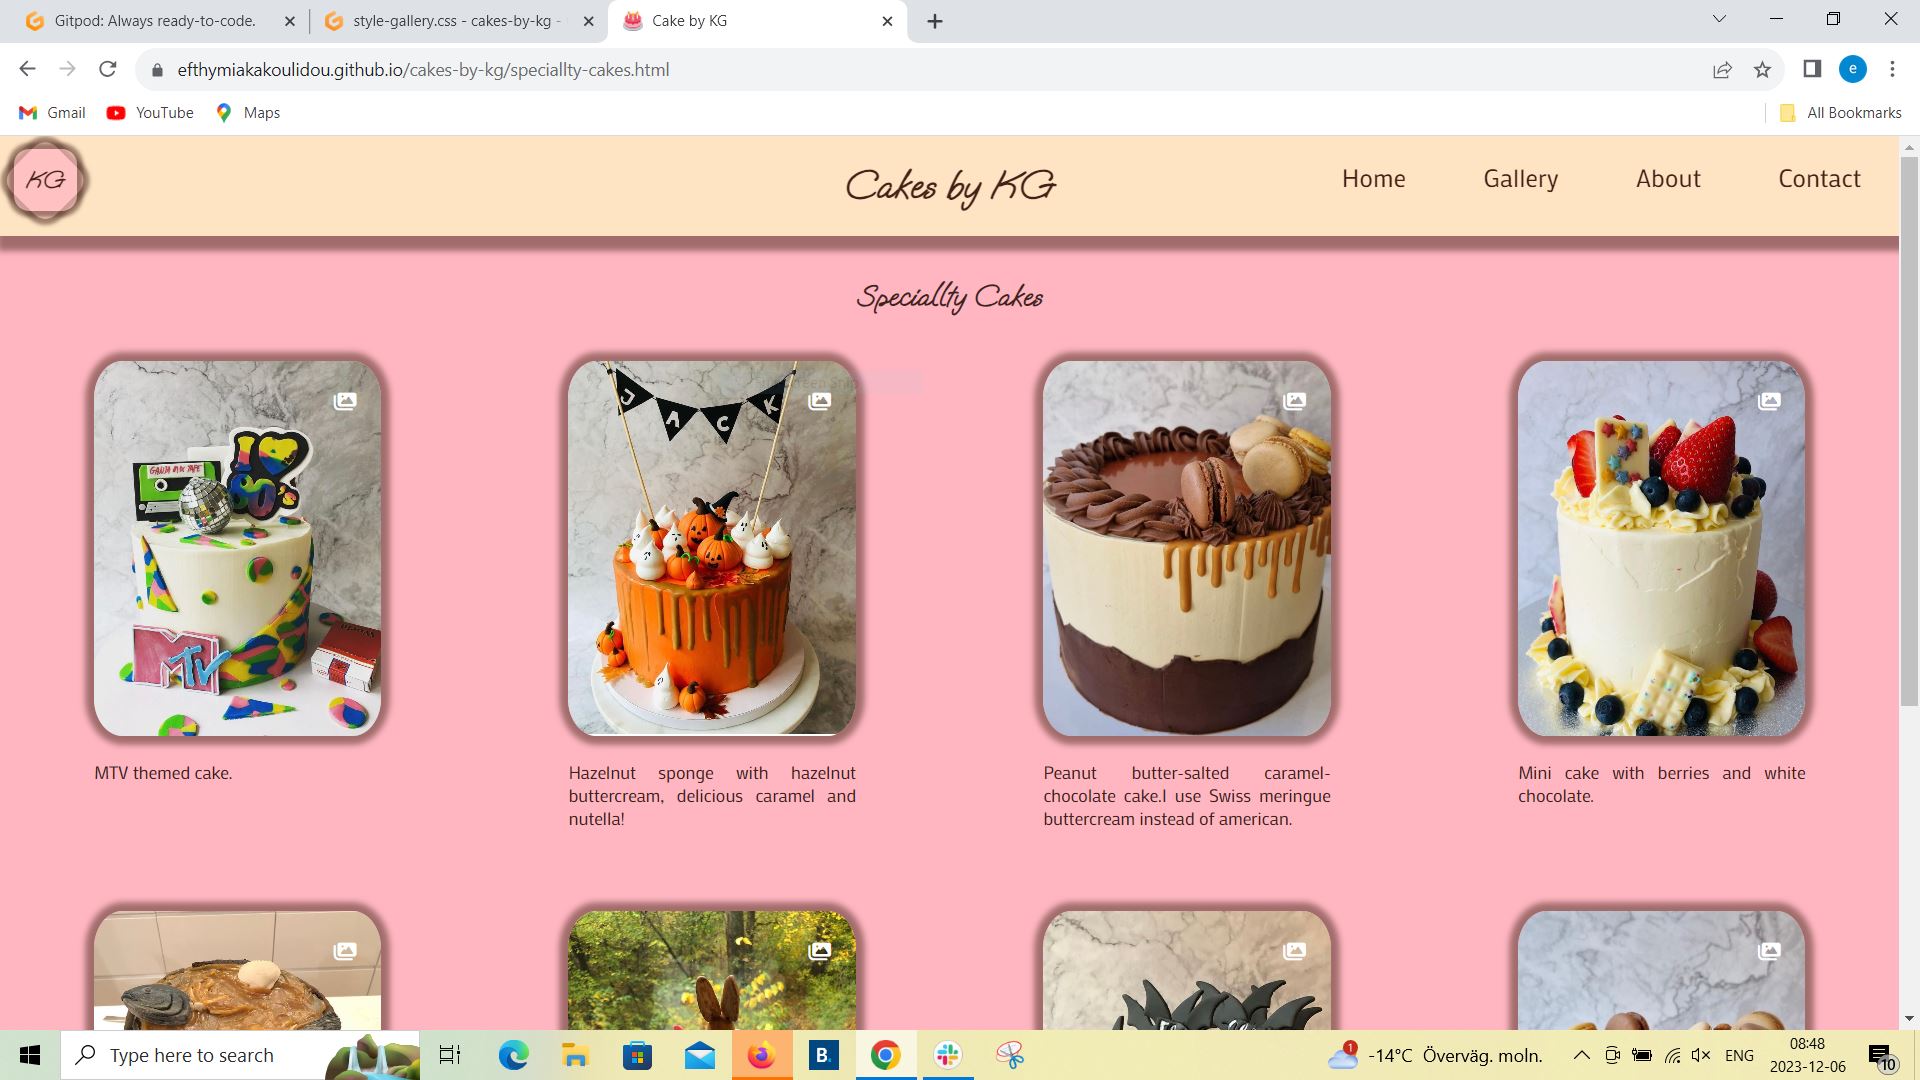 Gitpod: Always ready-to-code.
style-gallery.css - cakes-by-kg -
Cake by KG
efthymiakakoulidou.github.io/cakes-by-kg/speciallty-cakes.html
e
Gmail
YouTube
Maps
All Bookmarks
KG
Cakes by KG
Home
Gallery
About
Contact
Speciallty Cakes
I
80's
MTV
JACK
MTV themed cake.
Hazelnut sponge with hazelnut
buttercream, delicious caramel and
nutella!
Peanut butter-salted caramel-
chocolate cake.I use Swiss meringue
buttercream instead of american.
Mini cake with berries and white
chocolate.
Type here to search
B.
1
-14°C Överväg. moln.
ENG
08:48
2023-12-06
10